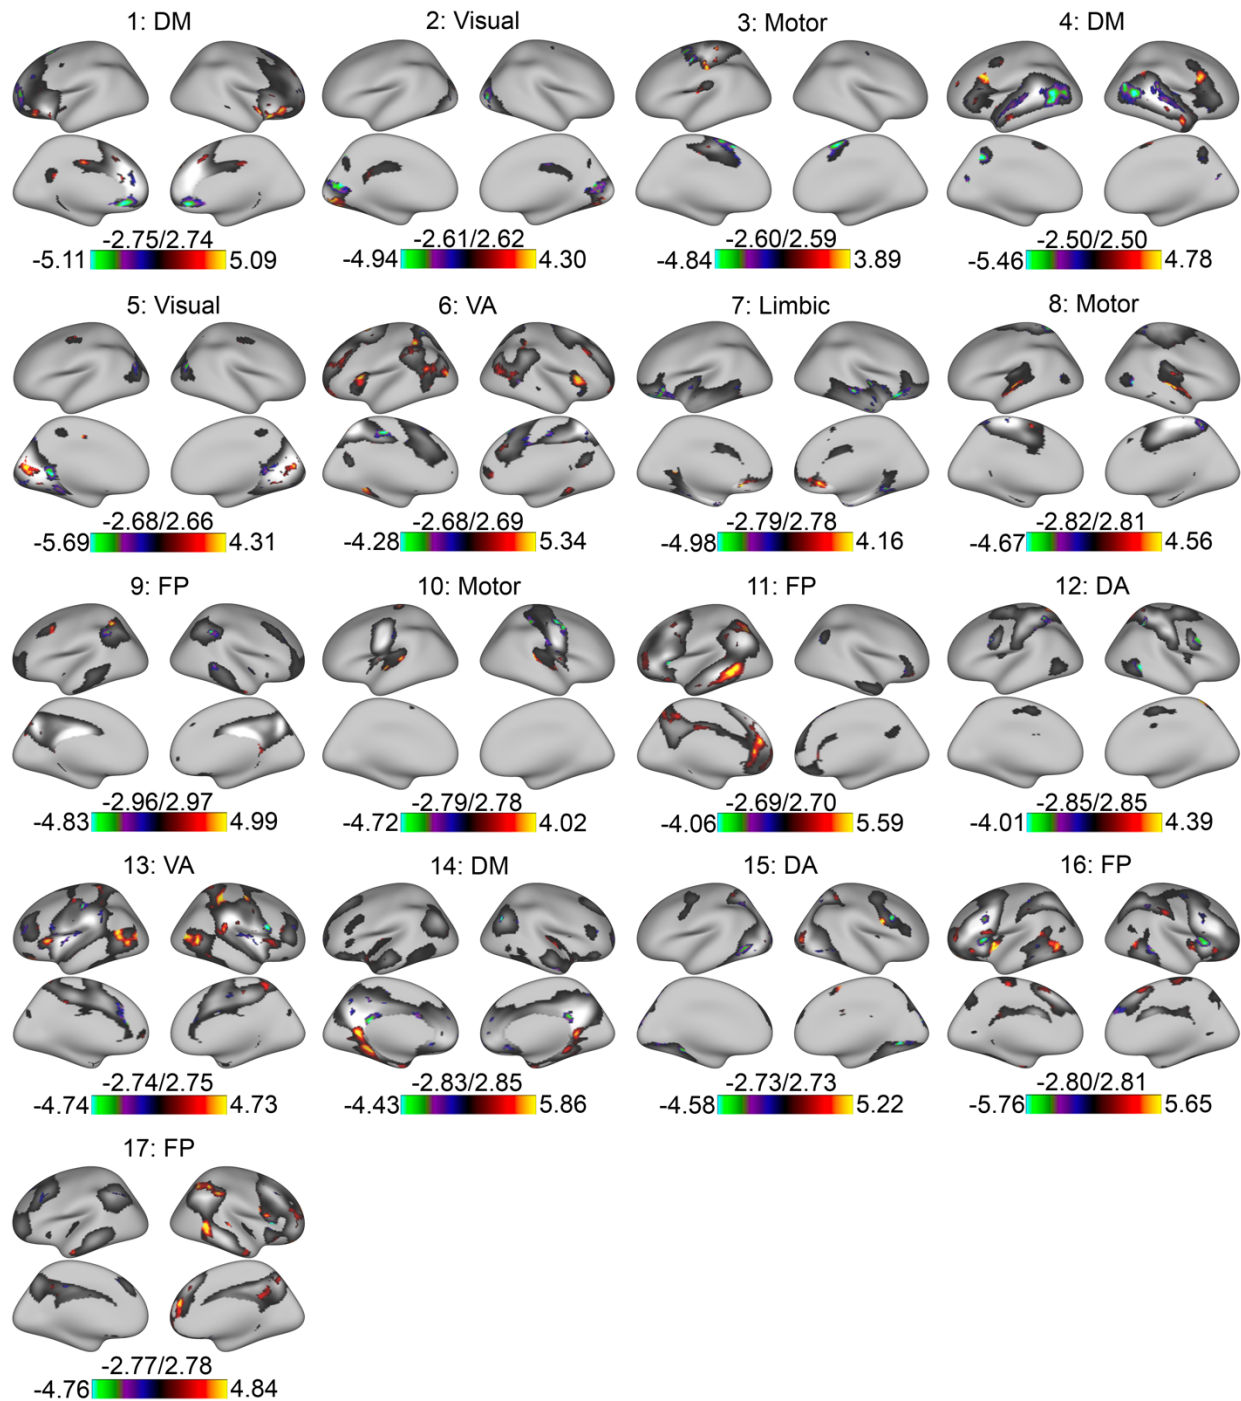 1: DM
2: Visual
3: Motor
4: DM
-2.75/2.74
-5.11 5.09
-2.61/2.62
-4.94 4.30
-2.60/2.59
-4.84 3.89
-2.50/2.50
-5.46 4.78
5: Visual
6: VA
7: Limbic
8: Motor
-2.68/2.66
-5.69 4.31
-2.68/2.69
-4.28 5.34
-2.79/2.78
-4.98 4.16
-2.82/2.81
-4.67 4.56
9: FP
10: Motor
11: FP
12: DA
-2.96/2.97
-4.83 4.99
-2.79/2.78
-4.72 4.02
-2.69/2.70
-4.06 5.59
-2.85/2.85
-4.01 4.39
13: VA
14: DM
15: DA
16: FP
-2.74/2.75
-4.74 4.73
-2.83/2.85
-4.43 5.86
-2.73/2.73
-4.58 5.22
-2.80/2.81
-5.76 5.65
17: FP
-2.77/2.78
-4.76 4.84